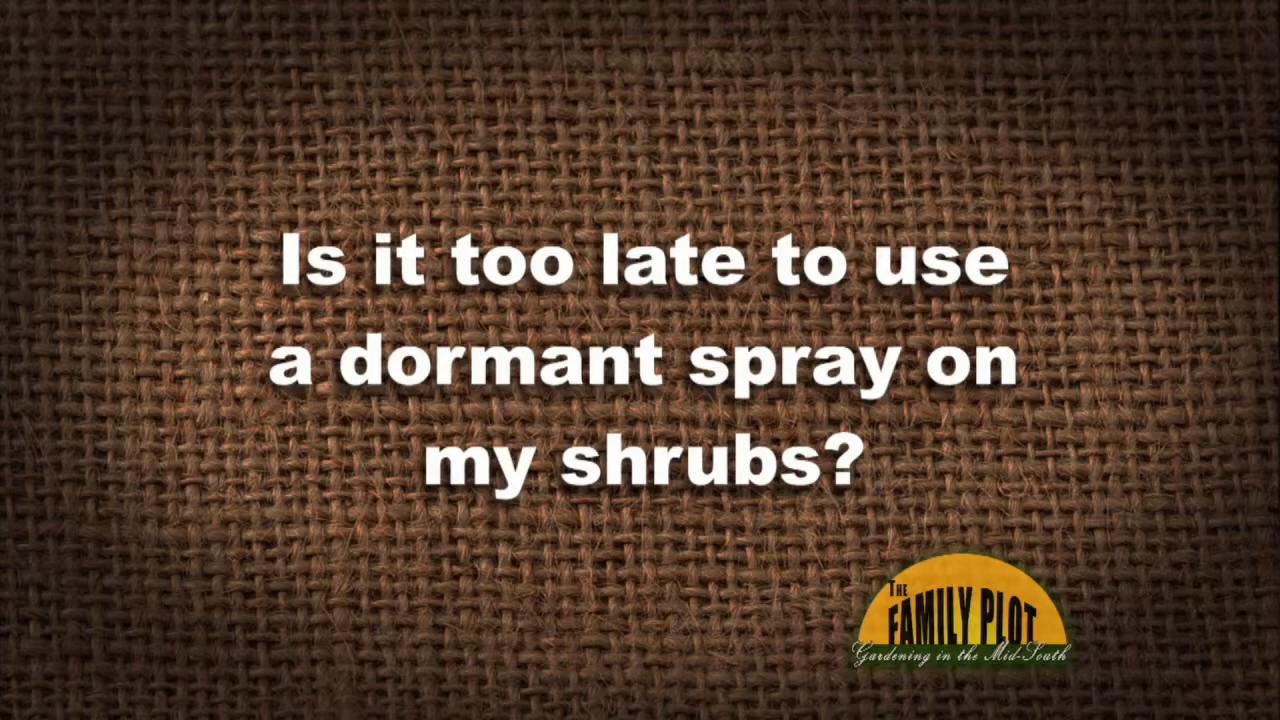 Is it too late to use
a dormant spray on
my shrubs?
THE
FAMILY PLOT
Gardening in the Mid-South